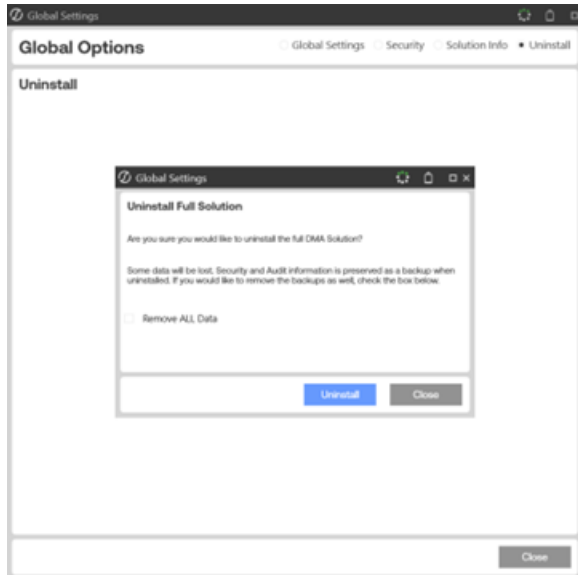 Global Settings
Global Options
Global Settings Security Solution Info Uninstall
Uninstall
Global Settings
Uninstall Full Solution
Are you sure you would like to uninstall the full DMA Solution?
Some data will be lost. Security and Audit information is preserved as a backup when
uninstalled. If you would like to remove the backups as well, check the box below.
Remove ALL Data
Uninstall Close
Close